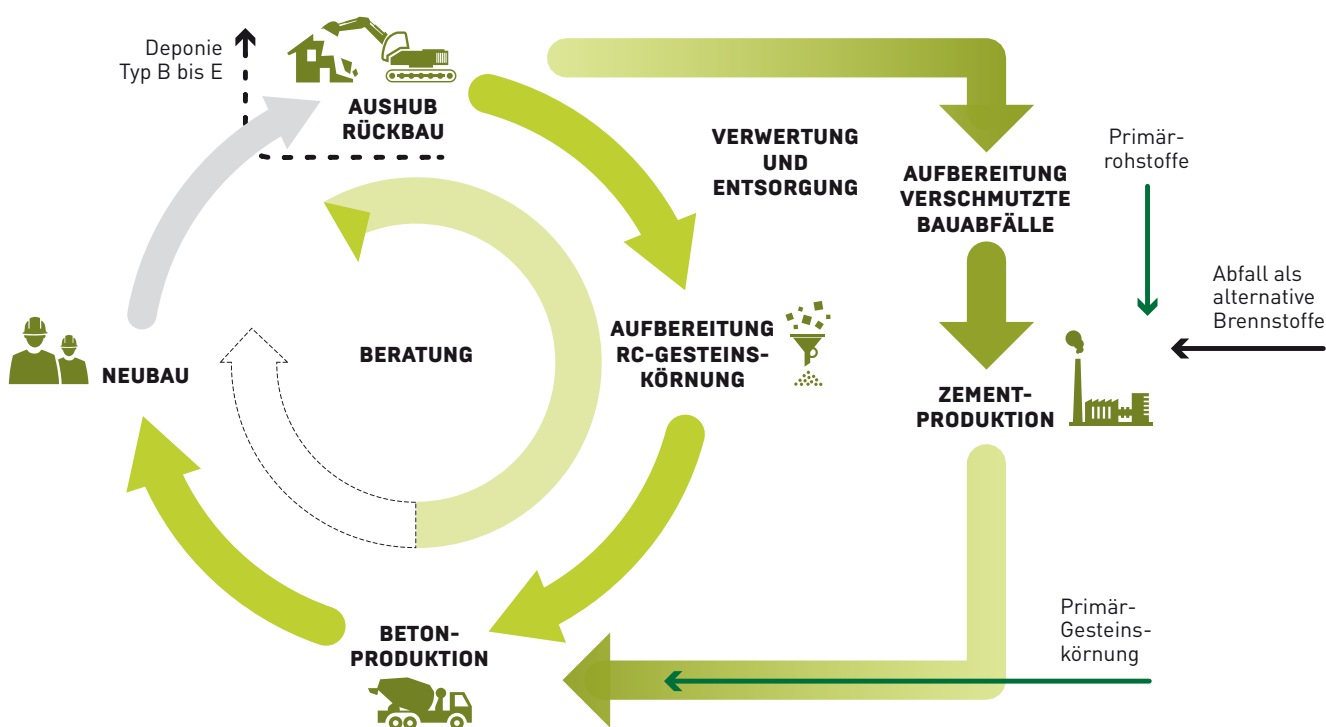 Deponie
Typ B bis E
AUSHUB
RÜCKBAU
VERWERTUNG
UND
ENTSORGUNG
AUFBEREITUNG
VERSCHMUTZTE
BAUABFÄLLE
Primär-
rohstoffe
Abfall als
alternative
Brennstoffe
NEUBAU
BERATUNG
AUFBEREITUNG
RC-GESTEINS-
KÖRNUNG
ZEMENT-
PRODUKTION
BETON-
PRODUKTION
Primär-
Gesteins-
körnung